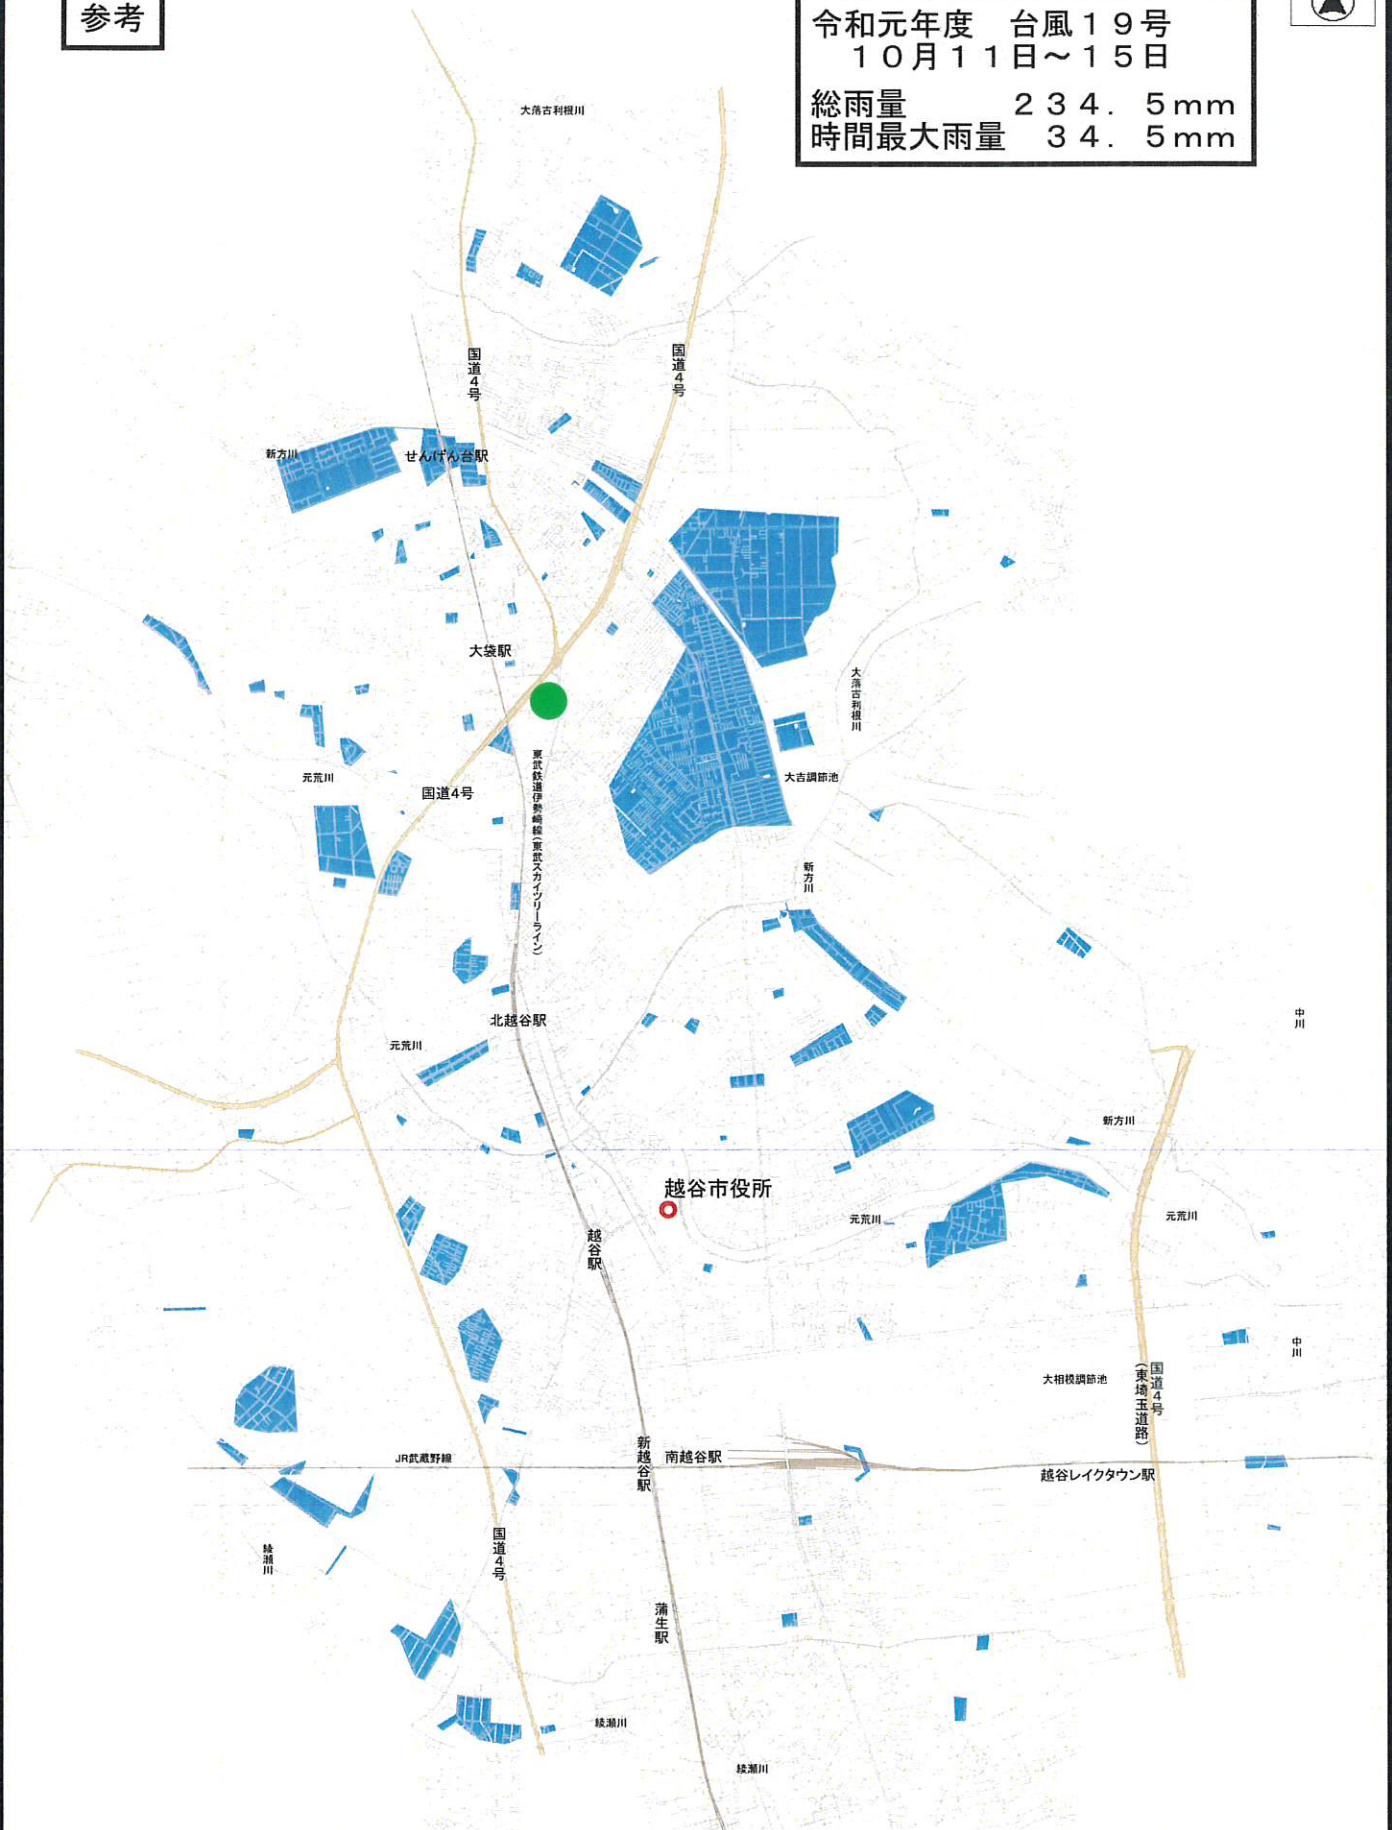 参考
令和元年度　台風１９号
１０月１１日～１５日
総雨量　２３４．５mm
時間最大雨量　３４．５mm
大落古利根川
国道４号
国道４号
新方川
せんげん台駅
大袋駅
大落古利根川
元荒川
国道4号
東武鉄道伊勢崎線（東武スカイツリーライン）
大吉調節池
新方川
北越谷駅
元荒川
中川
新方川
越谷市役所
元荒川
元荒川
越谷駅
中川
大相模調節池
国道４号
（東埼玉道路）
JR武蔵野線
新越谷駅
南越谷駅
越谷レイクタウン駅
綾瀬川
国道４号
蒲生駅
綾瀬川
綾瀬川